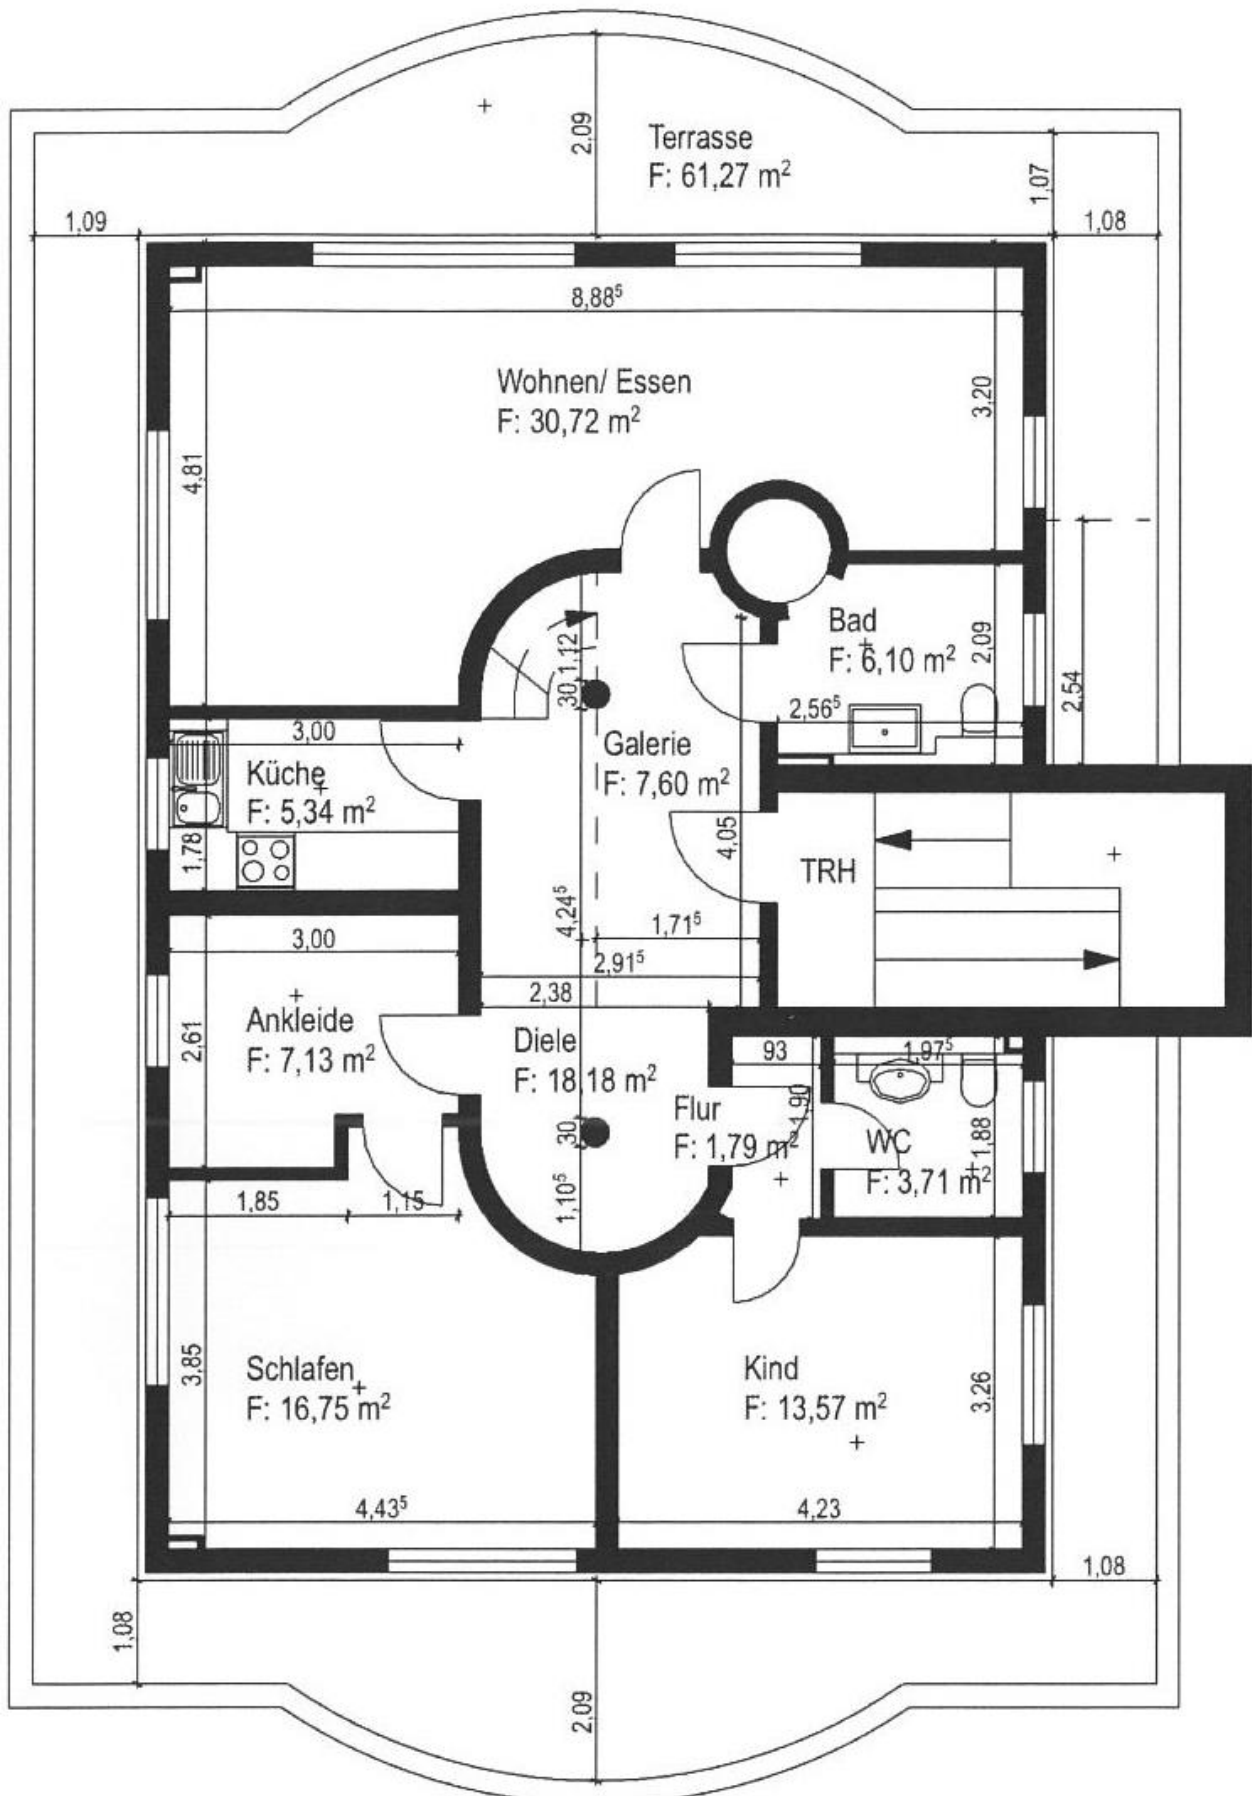 2,09
Terrasse
F: 61,27 m²
1,07
1,09
1,08
8,88⁵
Wohnen/ Essen
F: 30,72 m²
3,20
4,81
Bad
F: 6,10 m²
2,09
1,12
30
2,56⁵
2,54
3,00
Galerie
F: 7,60 m²
Küche
F: 5,34 m²
1,78
4,05
TRH
4,24⁵
1,71⁵
3,00
2,91⁵
2,38
Ankleide
F: 7,13 m²
2,61
Diele
F: 18,18 m²
93
1,97⁵
Flur
F: 1,79 m²
1,90
WC
F: 3,71 m²
1,88
30
1,10⁵
1,85
1,15
Schlafen
F: 16,75 m²
3,85
Kind
F: 13,57 m²
3,26
4,43⁵
4,23
1,08
1,08
2,09